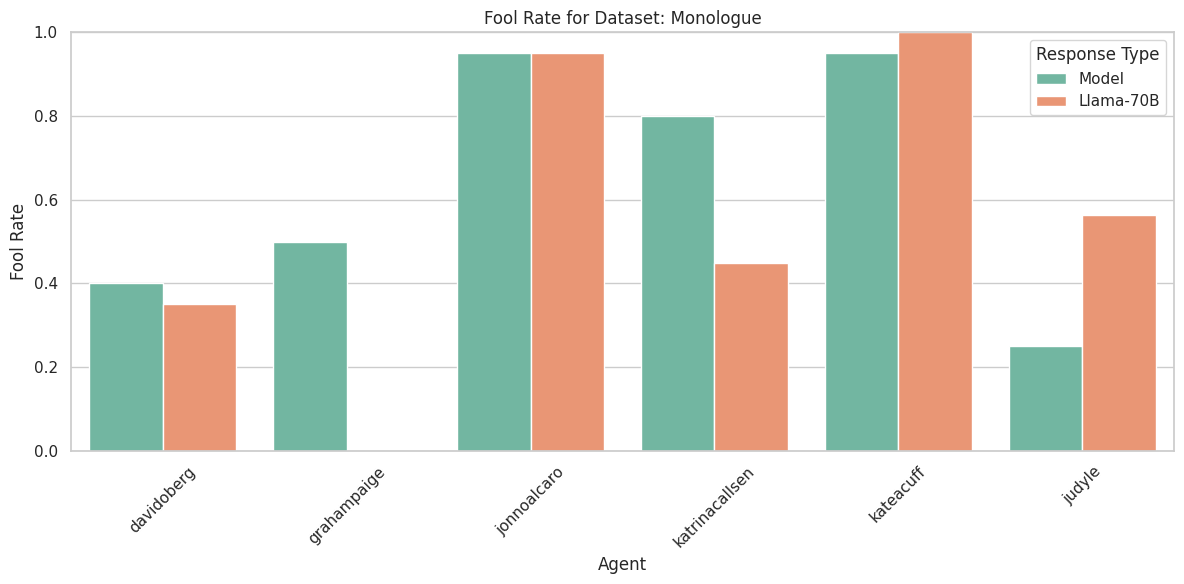 Fool Rate for Dataset: Monologue
Fool Rate
1.0
0.8
0.6
0.4
0.2
0.0
Response Type
Model
Llama-70B
davidoberg
grahampaige
jonnoalcaro
katrinacallsen
kateacuff
judyle
Agent